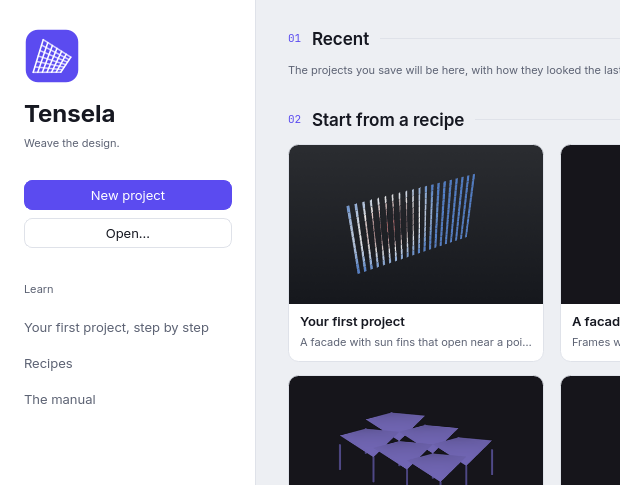 Tensela
Weave the design.
New project
Open...
Learn
Your first project, step by step
Recipes
The manual
01 Recent
The projects you save will be here, with how they looked the last
02 Start from a recipe
Your first project
A facade with sun fins that open near a poi...
A facad
Frames w